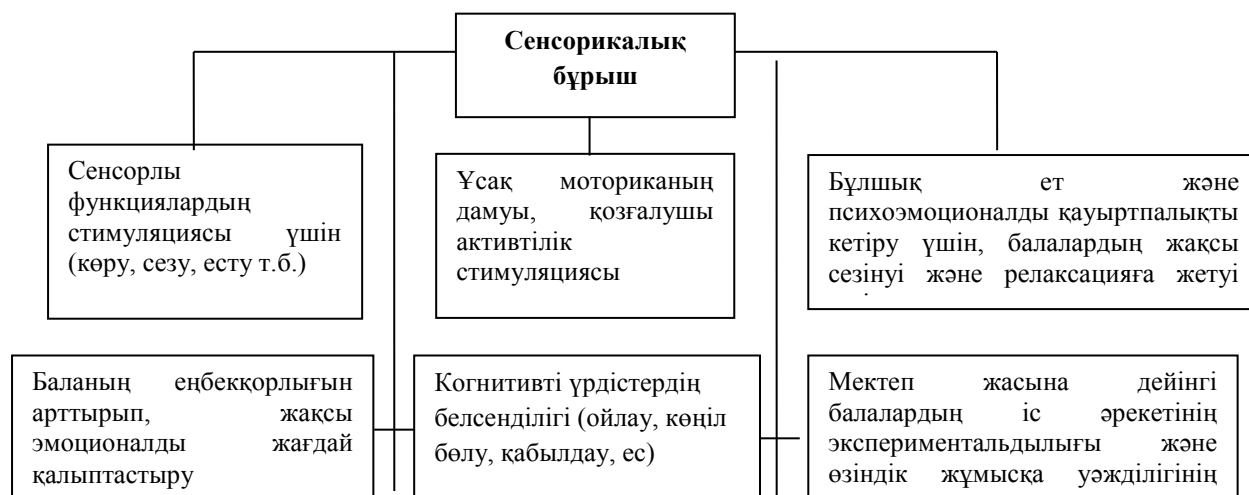 Сенсорикалық
бұрыш
Сенсорлы
функциялардың
стимуляциясы үшін
(көру, сезу, есту т.б.)
Ұсақ моториканың
дамуы, қозғалушы
активтілік
стимуляциясы
Бұлшық ет және
психоэмоционалды қауыртпалықты
кетіру үшін, балалардың жақсы
сезінуі және релаксацияға жетуі
Баланың еңбекқорлығын
арттырып, жақсы
эмоционалды жағдай
қалыптастыру
Когнитивті үрдістердің
белсенділігі (ойлау, көңіл
бөлу, қабылдау, ес)
Мектеп жасына дейінгі
балалардың іс әрекетінің
экспериментальдылығы және
өзіндік жұмысқа уәжділігінің